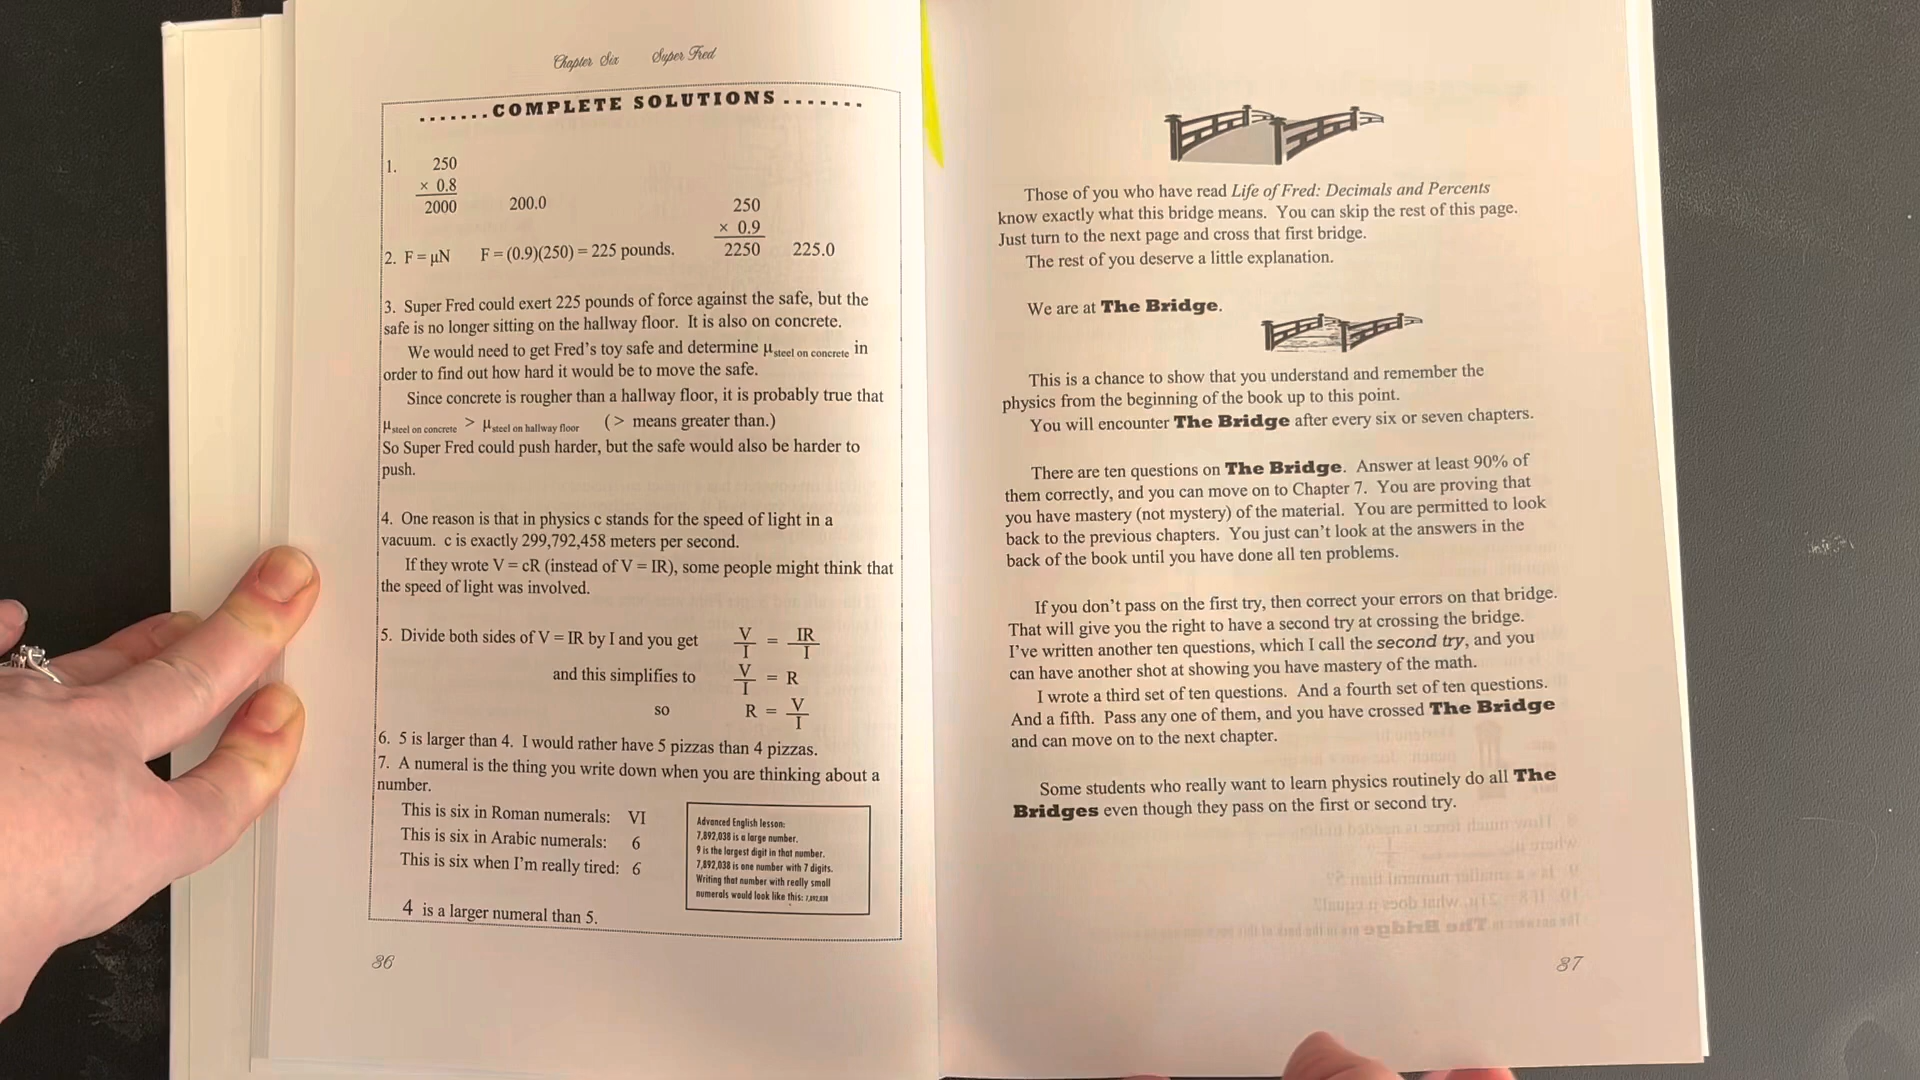 Chapter Six Super Fred
.......COMPLETE SOLUTIONS.......
1. 250
× 0.8
2000 200.0
250
× 0.9
2250 225.0
2. F = μN F = (0.9)(250) = 225 pounds.
3. Super Fred could exert 225 pounds of force against the safe, but the
safe is no longer sitting on the hallway floor. It is also on concrete.
We would need to get Fred's toy safe and determine μ steel on concrete in
order to find out how hard it would be to move the safe.
Since concrete is rougher than a hallway floor, it is probably true that
μ steel on concrete > μ steel on hallway floor (> means greater than.)
So Super Fred could push harder, but the safe would also be harder to
push.
4. One reason is that in physics c stands for the speed of light in a
vacuum. c is exactly 299,792,458 meters per second.
If they wrote V = cR (instead of V = IR), some people might think that
the speed of light was involved.
5. Divide both sides of V = IR by I and you get V/I = IR/I
and this simplifies to V/I = R
so R = V/I
6. 5 is larger than 4. I would rather have 5 pizzas than 4 pizzas.
7. A numeral is the thing you write down when you are thinking about a
number.
This is six in Roman numerals: VI
This is six in Arabic numerals: 6
This is six when I'm really tired: 6
4 is a larger numeral than 5.
Advanced English lesson:
7,892,038 is a large number.
9 is the largest digit in that number.
7,892,038 is one number with 7 digits.
Writing that number with really small
numerals would look like this: 7,892,038
36
Those of you who have read Life of Fred: Decimals and Percents
know exactly what this bridge means. You can skip the rest of this page.
Just turn to the next page and cross that first bridge.
The rest of you deserve a little explanation.
We are at The Bridge.
This is a chance to show that you understand and remember the
physics from the beginning of the book up to this point.
You will encounter The Bridge after every six or seven chapters.
There are ten questions on The Bridge. Answer at least 90% of
them correctly, and you can move on to Chapter 7. You are proving that
you have mastery (not mystery) of the material. You are permitted to look
back to the previous chapters. You just can't look at the answers in the
back of the book until you have done all ten problems.
If you don't pass on the first try, then correct your errors on that bridge.
That will give you the right to have a second try at crossing the bridge.
I've written another ten questions, which I call the second try, and you
can have another shot at showing you have mastery of the math.
I wrote a third set of ten questions. And a fourth set of ten questions.
And a fifth. Pass any one of them, and you have crossed The Bridge
and can move on to the next chapter.
Some students who really want to learn physics routinely do all The
Bridges even though they pass on the first or second try.
37